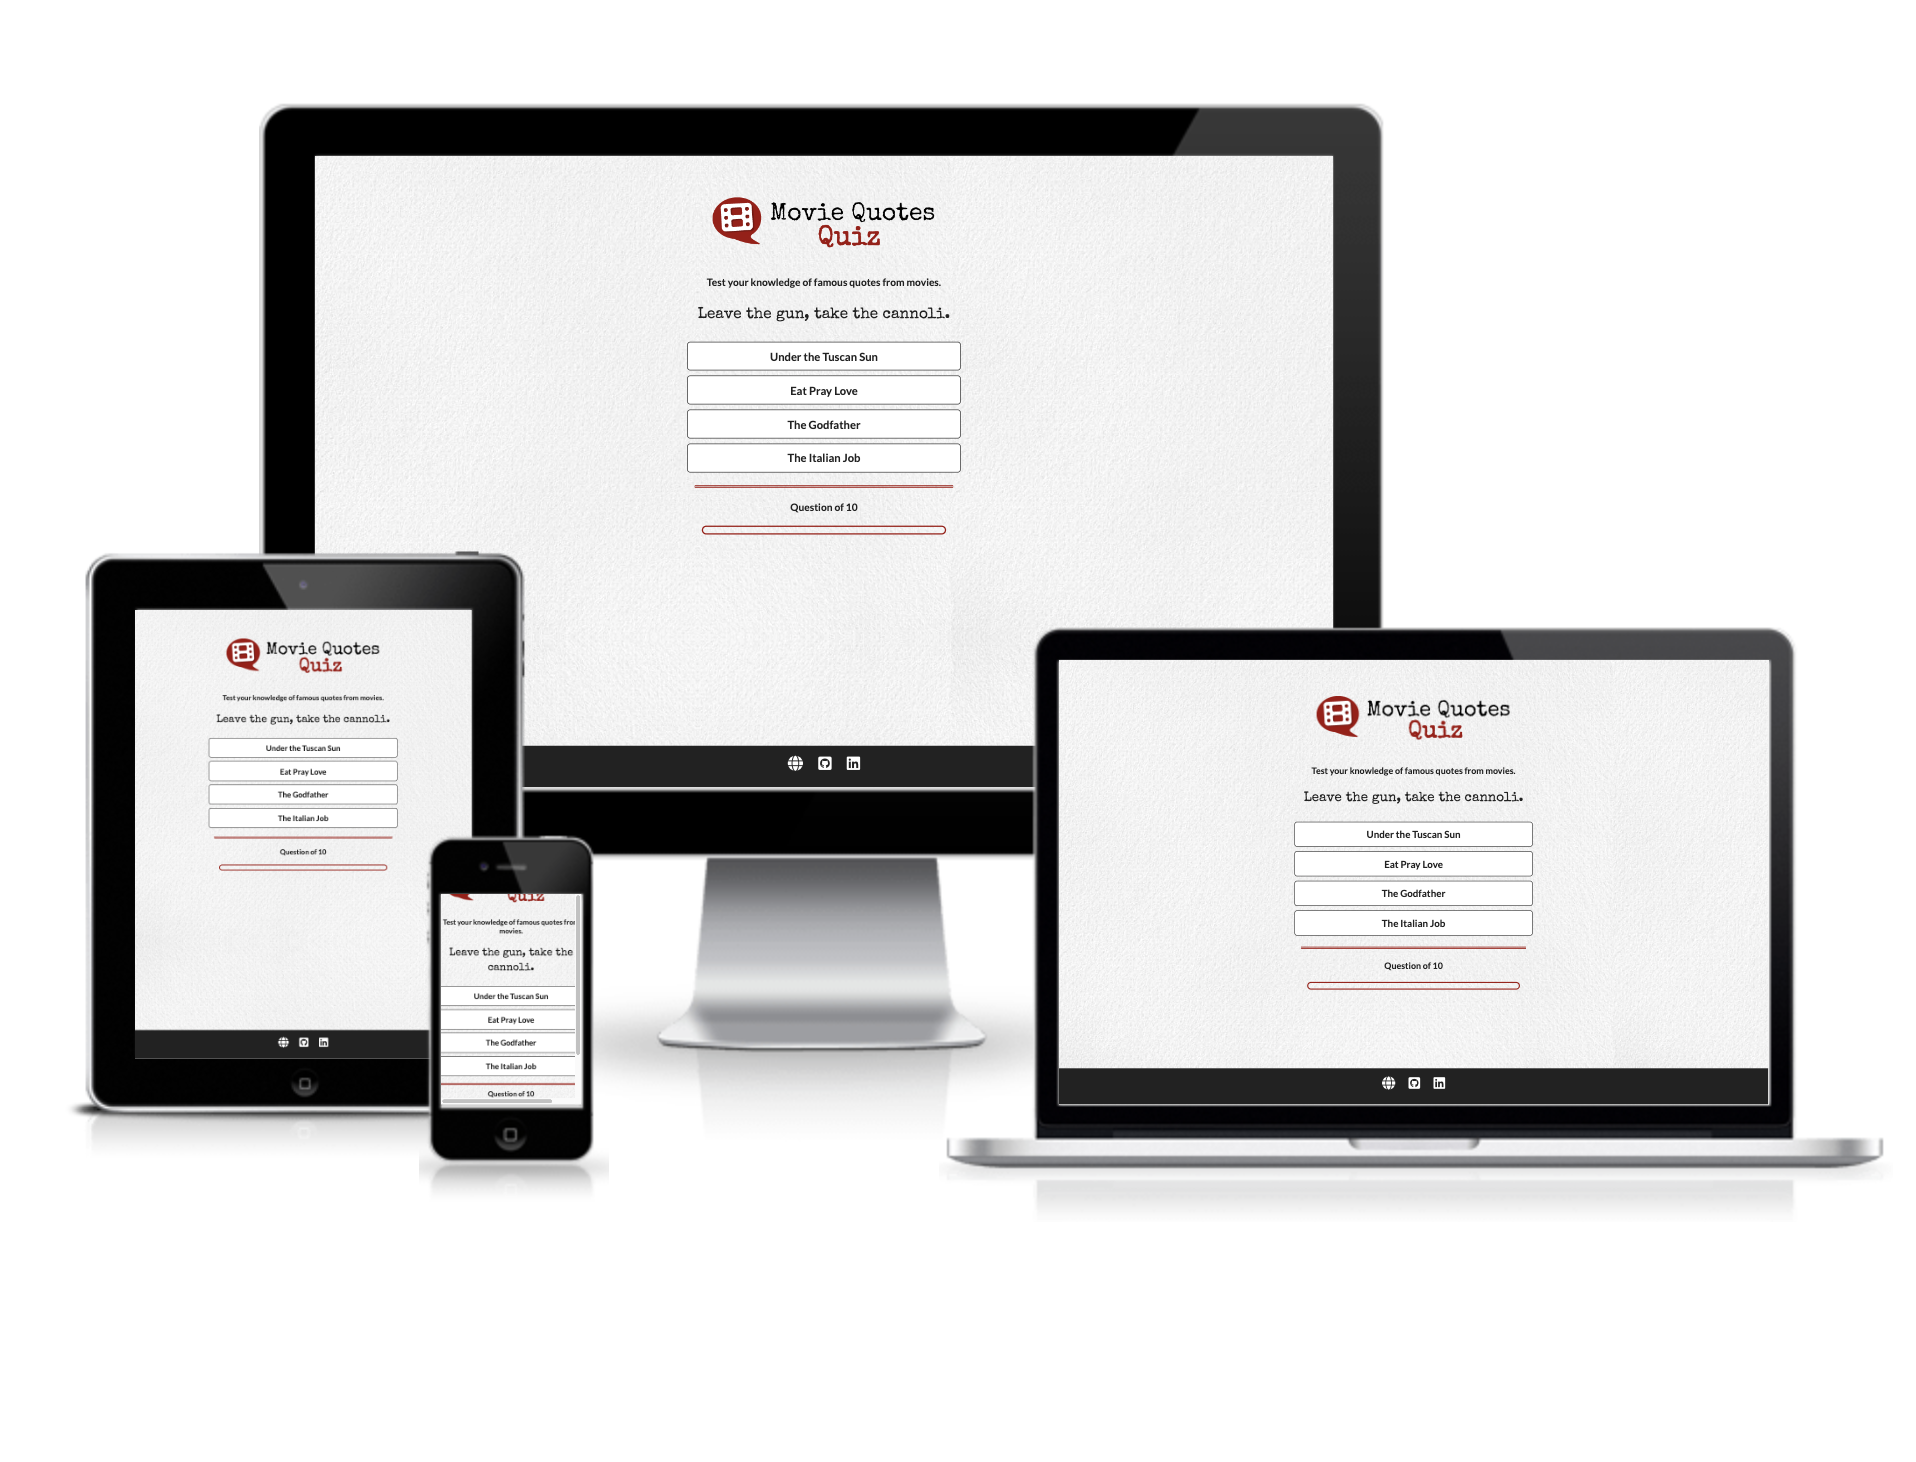 Movie Quotes
Quiz
Test your knowledge of famous quotes from movies.
Leave the gun, take the cannoli.
Under the Tuscan Sun
Eat Pray Love
The Godfather
The Italian Job
Question of 10
Movie Quotes
Quiz
Test your knowledge of famous quotes from movies.
Leave the gun, take the cannoli.
Under the Tuscan Sun
Eat Pray Love
The Godfather
The Italian Job
Question of 10
Quiz
Test your knowledge of famous quotes from
movies.
Leave the gun, take the
cannoli.
Under the Tuscan Sun
Eat Pray Love
The Godfather
The Italian Job
Question of 10
Movie Quotes
Quiz
Test your knowledge of famous quotes from movies.
Leave the gun, take the cannoli.
Under the Tuscan Sun
Eat Pray Love
The Godfather
The Italian Job
Question of 10